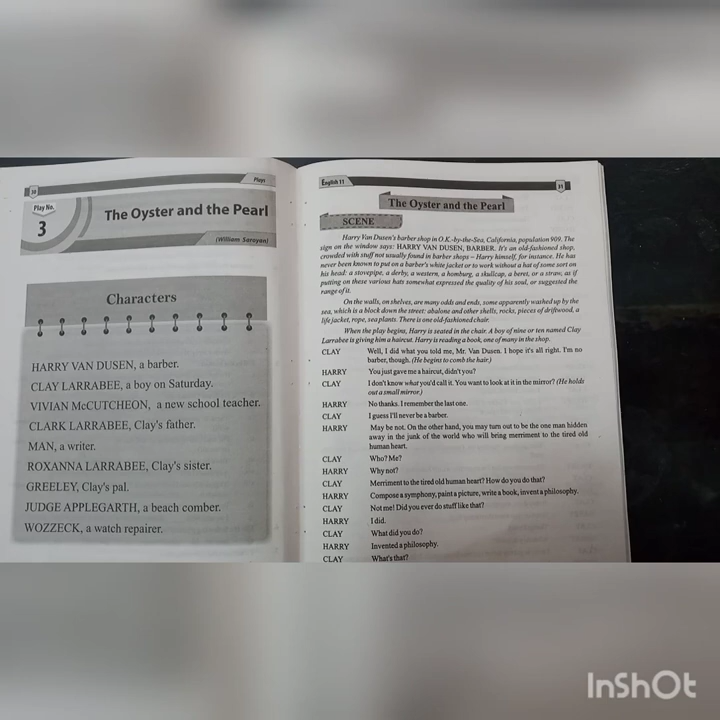 30
Plays
Play No.
3
The Oyster and the Pearl
(William Saroyan)
Characters
HARRY VAN DUSEN, a barber.
CLAY LARRABEE, a boy on Saturday.
VIVIAN McCUTCHEON, a new school teacher.
CLARK LARRABEE, Clay's father.
MAN, a writer.
ROXANNA LARRABEE, Clay's sister.
GREELEY, Clay's pal.
JUDGE APPLEGARTH, a beach comber.
WOZZECK, a watch repairer.
English 11
31
The Oyster and the Pearl
SCENE
Harry Van Dusen's barber shop in O.K.-by-the-Sea, California, population 909. The
sign on the window says: HARRY VAN DUSEN, BARBER. It's an old-fashioned shop,
crowded with stuff not usually found in barber shops – Harry himself, for instance. He has
never been known to put on a barber's white jacket or to work without a hat of some sort on
his head: a stovepipe, a derby, a western, a homburg, a skullcap, a beret, or a straw, as if
putting on these various hats somewhat expressed the quality of his soul, or suggested the
range of it.
On the walls, on shelves, are many odds and ends, some apparently washed up by the
sea, which is a block down the street: abalone and other shells, rocks, pieces of driftwood, a
life jacket, rope, sea plants. There is one old-fashioned chair.
When the play begins, Harry is seated in the chair. A boy of nine or ten named Clay
Larrabee is giving him a haircut. Harry is reading a book, one of many in the shop.
CLAY Well, I did what you told me, Mr. Van Dusen. I hope it's all right. I'm no
barber, though. (He begins to comb the hair.)
HARRY You just gave me a haircut, didn't you?
CLAY I don't know what you'd call it. You want to look at it in the mirror? (He holds
out a small mirror.)
HARRY No thanks. I remember the last one.
CLAY I guess I'll never be a barber.
HARRY May be not. On the other hand, you may turn out to be the one man hidden
away in the junk of the world who will bring merriment to the tired old
human heart.
CLAY Who? Me?
HARRY Why not?
CLAY Merriment to the tired old human heart? How do you do that?
HARRY Compose a symphony, paint a picture, write a book, invent a philosophy.
CLAY Not me! Did you ever do stuff like that?
HARRY I did.
CLAY What did you do?
HARRY Invented a philosophy.
CLAY What's that?
InShOt